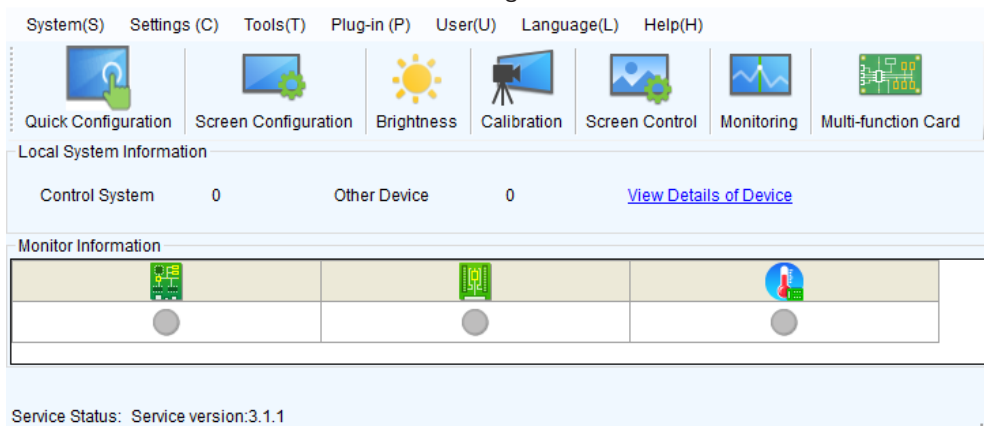 System(S) Settings (C) Tools(T) Plug-in (P) User(U) Language(L) Help(H)
Quick Configuration Screen Configuration Brightness Calibration Screen Control Monitoring Multi-function Card
Local System Information
Control System 0 Other Device 0 View Details of Device
Monitor Information
Service Status: Service version:3.1.1